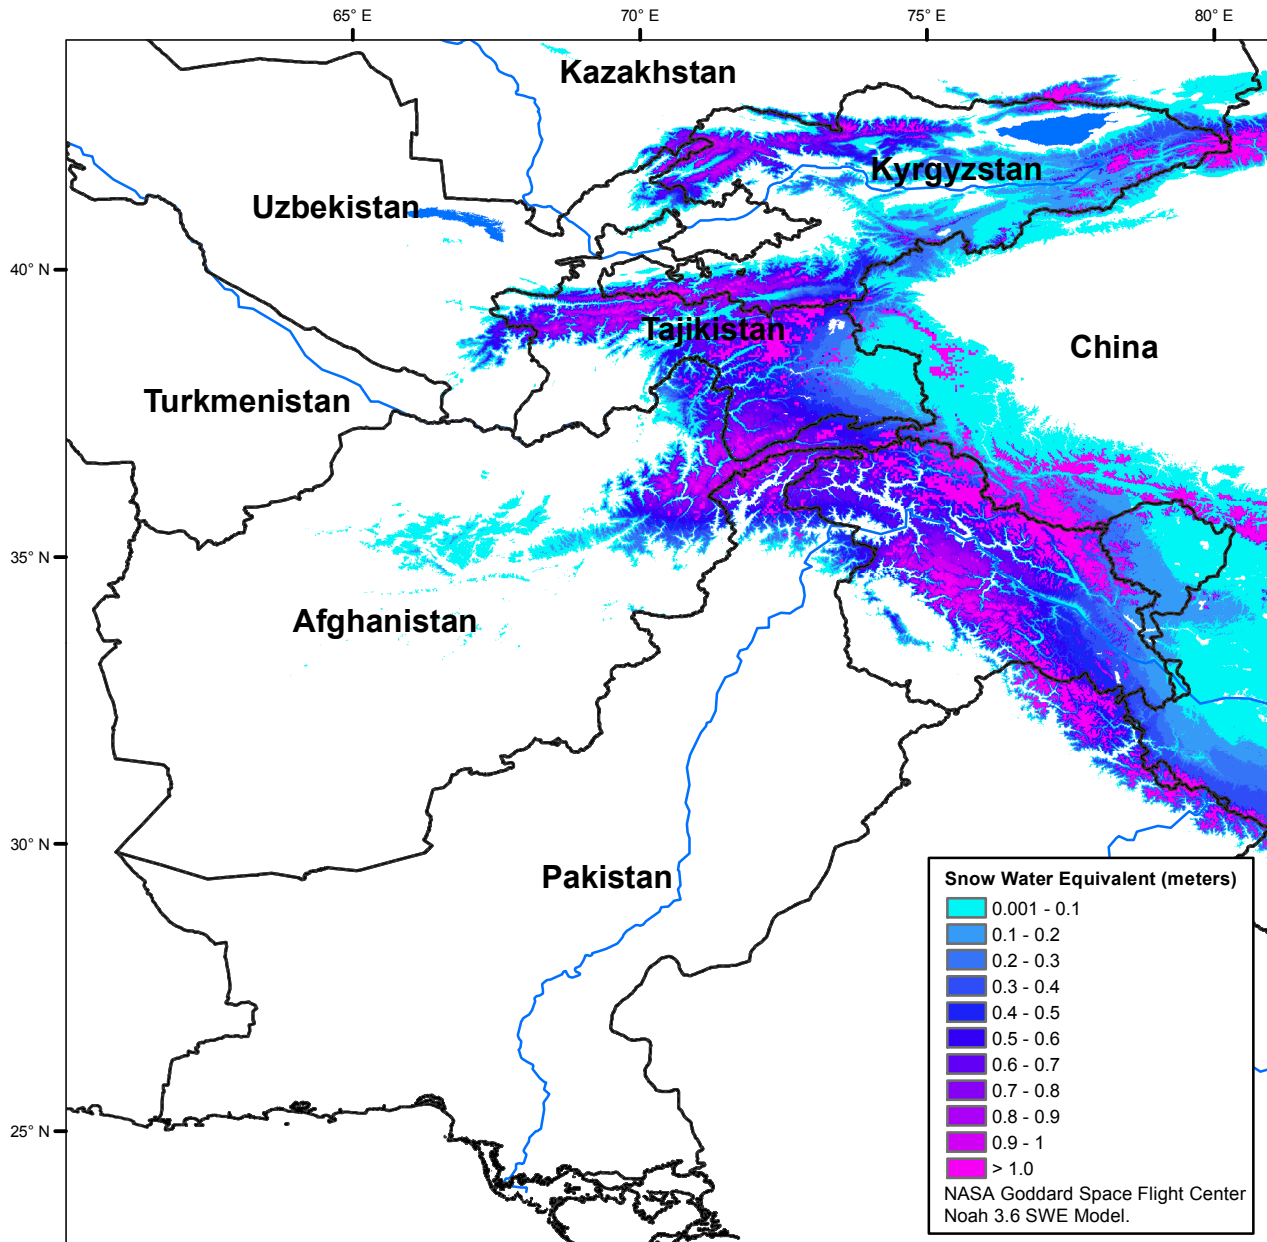 65° E
70° E
75° E
80° E
Kazakhstan
Kyrgyzstan
Uzbekistan
40° N
Tajikistan
China
Turkmenistan
35° N
Afghanistan
30° N
Pakistan
25° N
Snow Water Equivalent (meters)
0.001 - 0.1
0.1 - 0.2
0.2 - 0.3
0.3 - 0.4
0.4 - 0.5
0.5 - 0.6
0.6 - 0.7
0.7 - 0.8
0.8 - 0.9
0.9 - 1
> 1.0
NASA Goddard Space Flight Center
Noah 3.6 SWE Model.